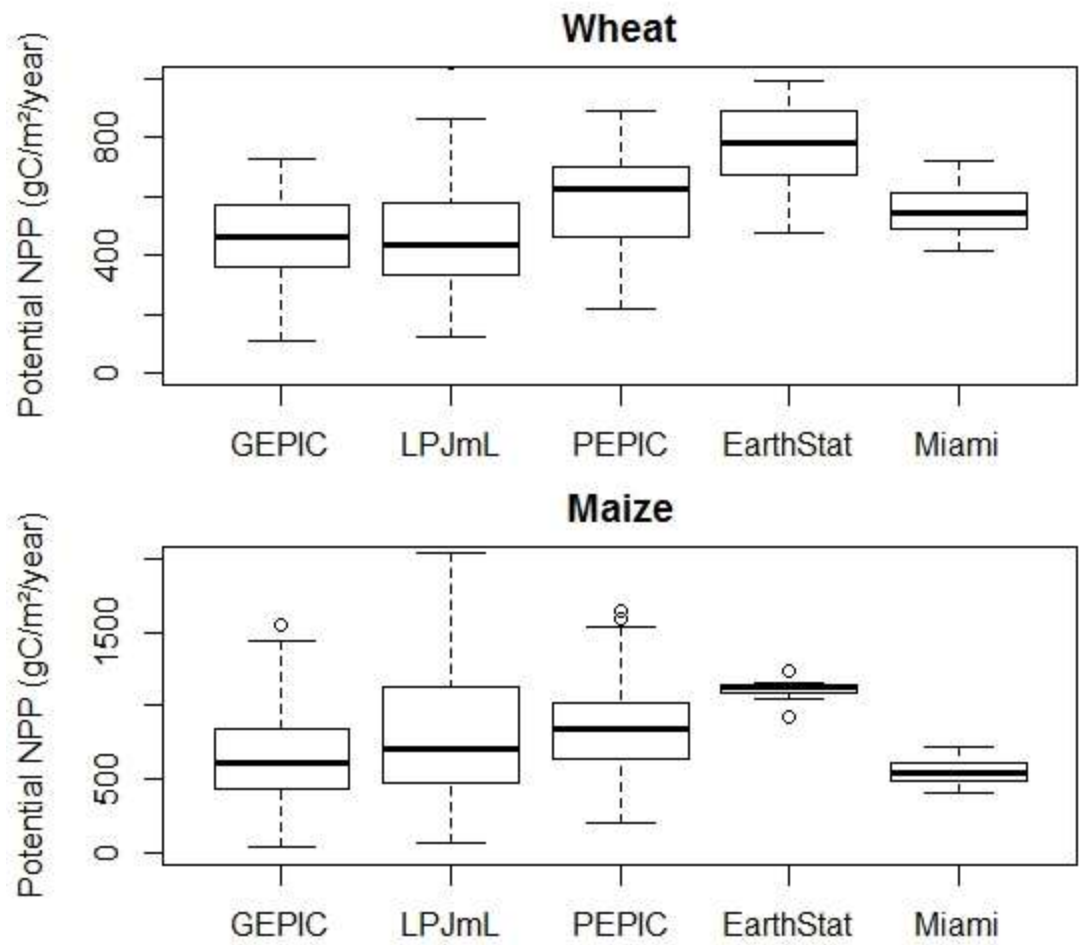 Wheat
Potential NPP (gC/m²/year)
800
400
0
GEPIC LPJmL PEPIC EarthStat Miami
Maize
Potential NPP (gC/m²/year)
1500
500
0
GEPIC LPJmL PEPIC EarthStat Miami